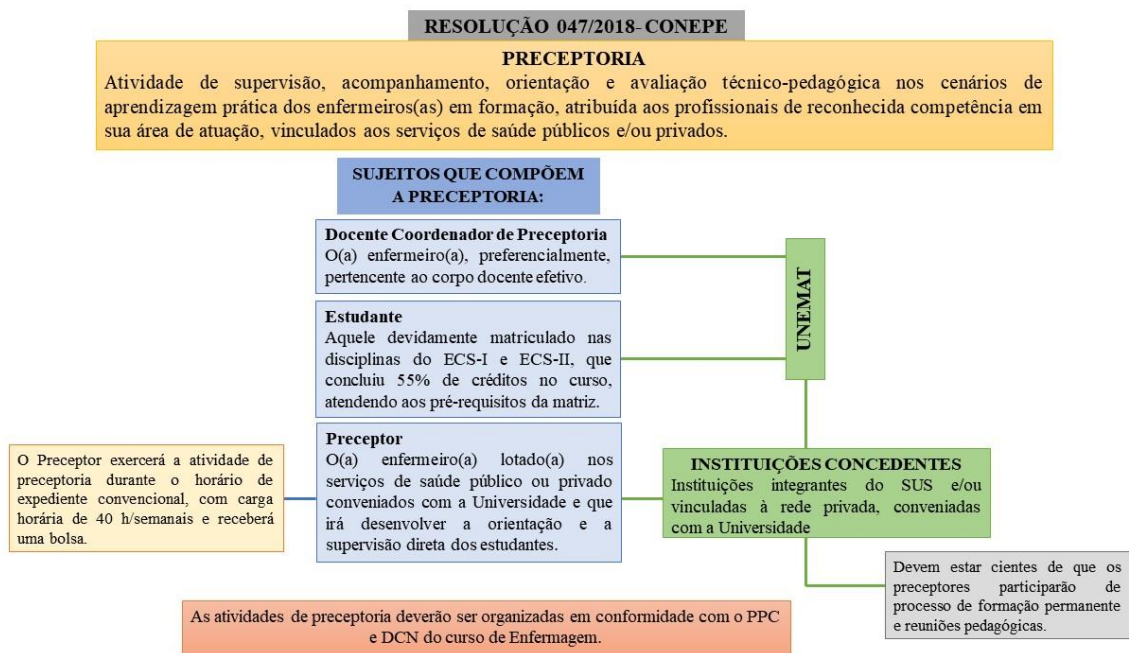 RESOLUÇÃO 047/2018- CONEPE
PRECEPTORIA
Atividade de supervisão, acompanhamento, orientação e avaliação técnico-pedagógica nos cenários de
aprendizagem prática dos enfermeiros(as) em formação, atribuída aos profissionais de reconhecida competência em
sua área de atuação, vinculados aos serviços de saúde públicos e/ou privados.
SUJEITOS QUE COMPÕEM
A PRECEPTORIA:
Docente Coordenador de Preceptoria
O(a) enfermeiro(a), preferencialmente,
pertencente ao corpo docente efetivo.
UNEMAT
Estudante
Aquele devidamente matriculado nas
disciplinas do ECS-I e ECS-II, que
concluiu 55% de créditos no curso,
atendendo aos pré-requisitos da matriz.
O Preceptor exercerá a atividade de
preceptoria durante o horário de
expediente convencional, com carga
horária de 40 h/semanais e receberá
uma bolsa.
Preceptor
O(a) enfermeiro(a) lotado(a) nos
serviços de saúde público ou privado
conveniados com a Universidade e que
irá desenvolver a orientação e a
supervisão direta dos estudantes.
INSTITUIÇÕES CONCEDENTES
Instituições integrantes do SUS e/ou
vinculadas à rede privada, conveniadas
com a Universidade
Devem estar cientes de que os
preceptores participarão de
processo de formação permanente
e reuniões pedagógicas.
As atividades de preceptoria deverão ser organizadas em conformidade com o PPC
e DCN do curso de Enfermagem.